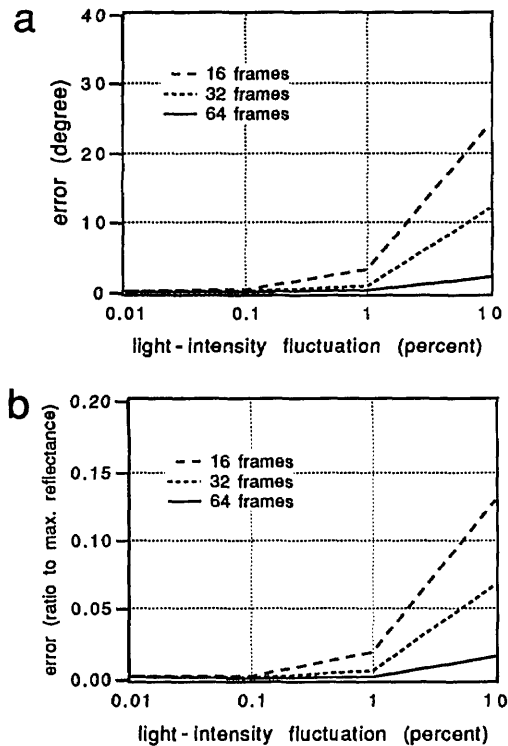 a
40
30
20
10
0
error (degree)
16 frames
32 frames
64 frames
0.01 0.1 1 10
light-intensity fluctuation (percent)
b
0.20
0.15
0.10
0.05
0.00
error (ratio to max. reflectance)
16 frames
32 frames
64 frames
0.01 0.1 1 10
light-intensity fluctuation (percent)